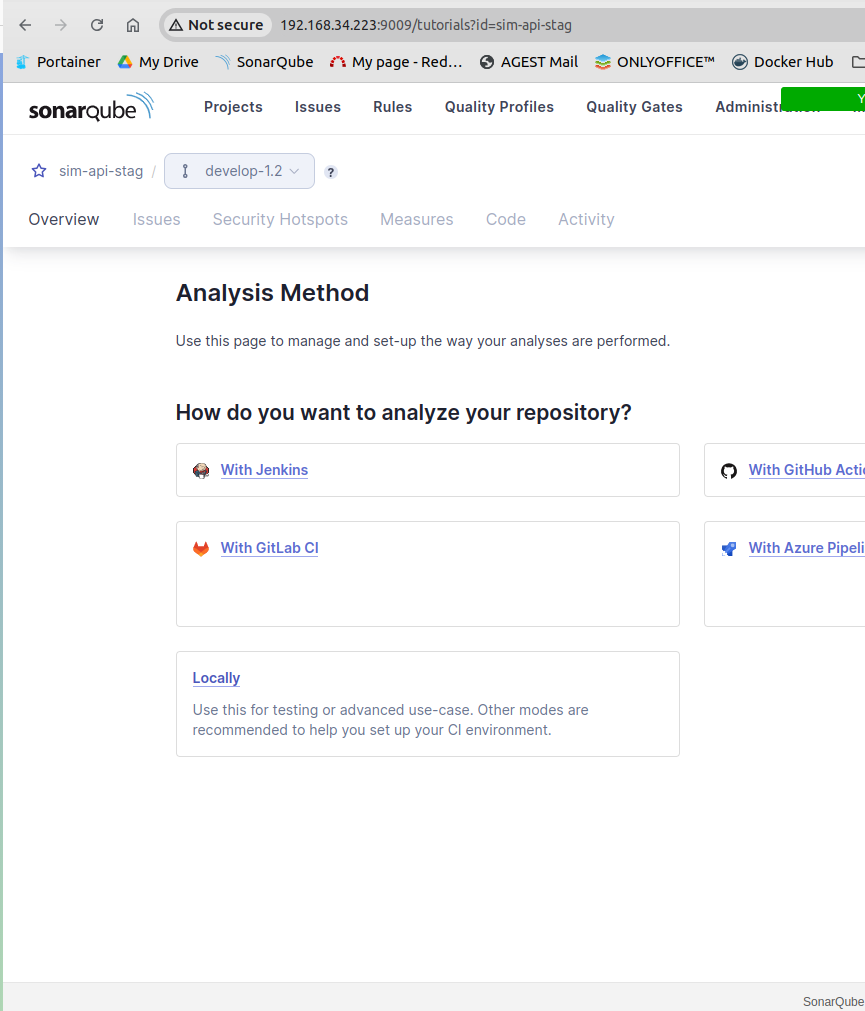 Not secure 192.168.34.223:9009/tutorials?id=sim-api-stag
Portainer My Drive SonarQube My page - Red... AGEST Mail ONLYOFFICE™ Docker Hub
sonarqube Projects Issues Rules Quality Profiles Quality Gates Y
sim-api-stag / develop-1.2 ?
Overview Issues Security Hotspots Measures Code Activity
Analysis Method
Use this page to manage and set-up the way your analyses are performed.
How do you want to analyze your repository?
With Jenkins With GitHub Actio
With GitLab CI With Azure Pipeli
Locally
Use this for testing or advanced use-case. Other modes are
recommended to help you set up your CI environment.
SonarQube